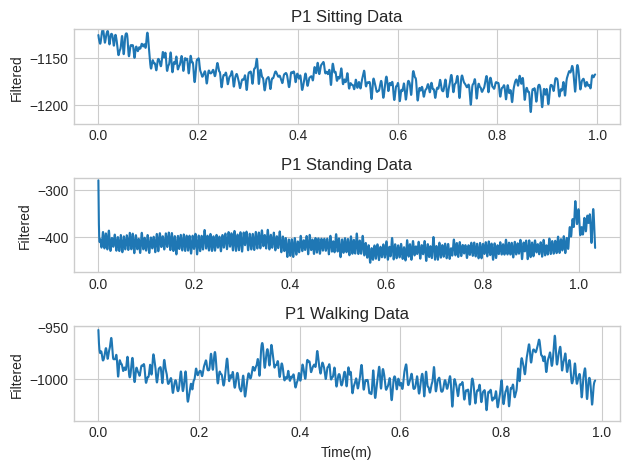 P1 Sitting Data
Filtered
−1150
−1200
0.0 0.2 0.4 0.6 0.8 1.0
P1 Standing Data
Filtered
−300
−400
0.0 0.2 0.4 0.6 0.8 1.0
P1 Walking Data
Filtered
−950
−1000
0.0 0.2 0.4 0.6 0.8 1.0
Time(m)